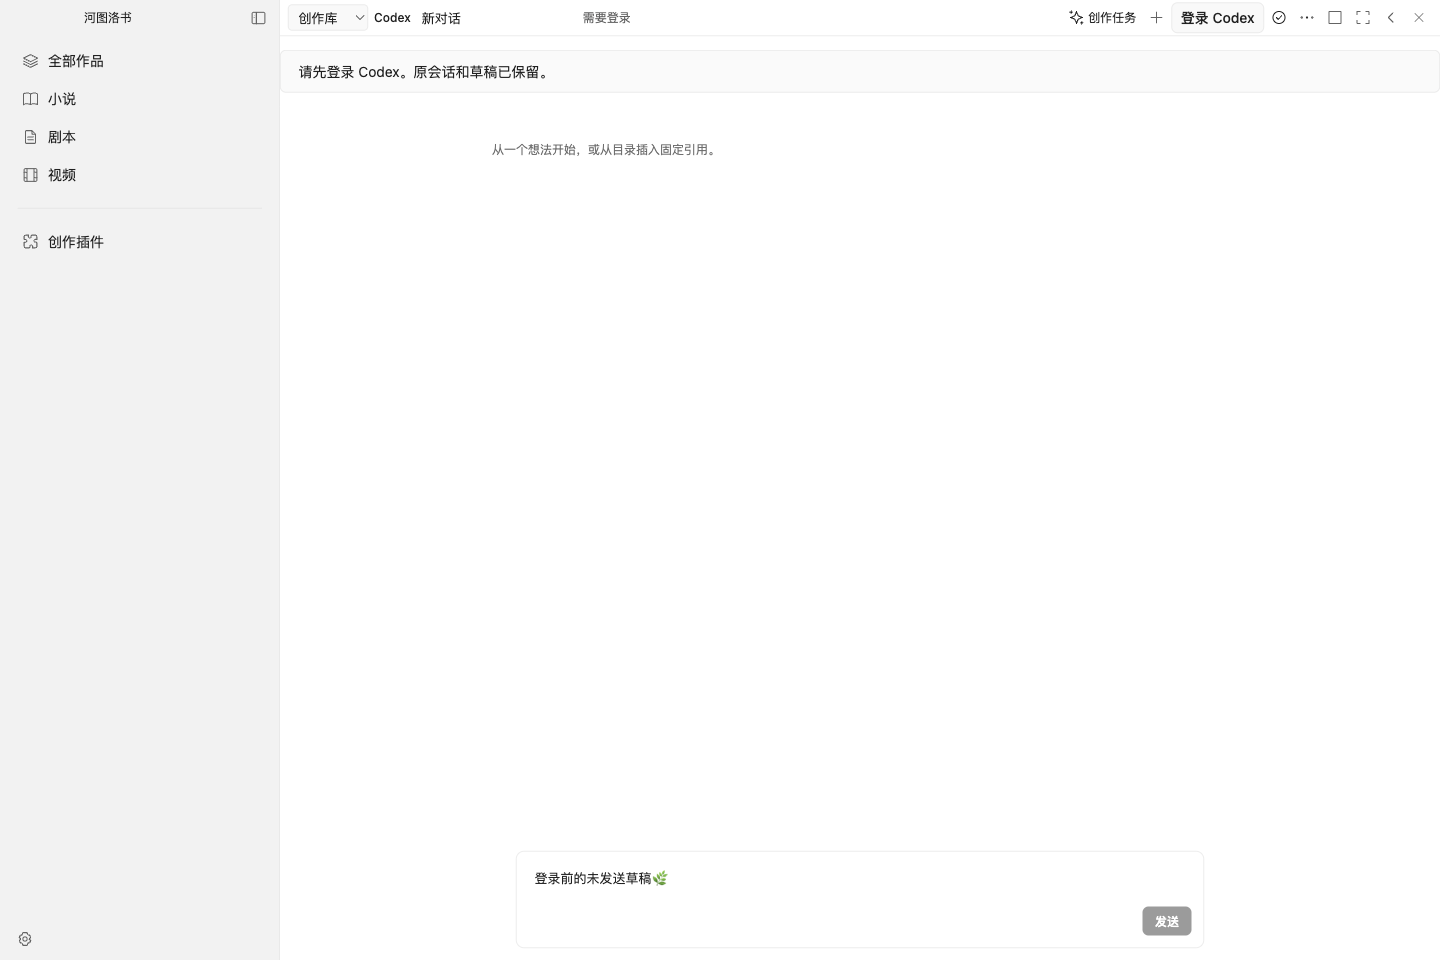 河图洛书
全部作品
小说
剧本
视频
创作插件
创作库 Codex 新对话 需要登录 创作任务 登录 Codex
请先登录 Codex。原会话和草稿已保留。
从一个想法开始，或从目录插入固定引用。
登录前的未发送草稿🌿
发送